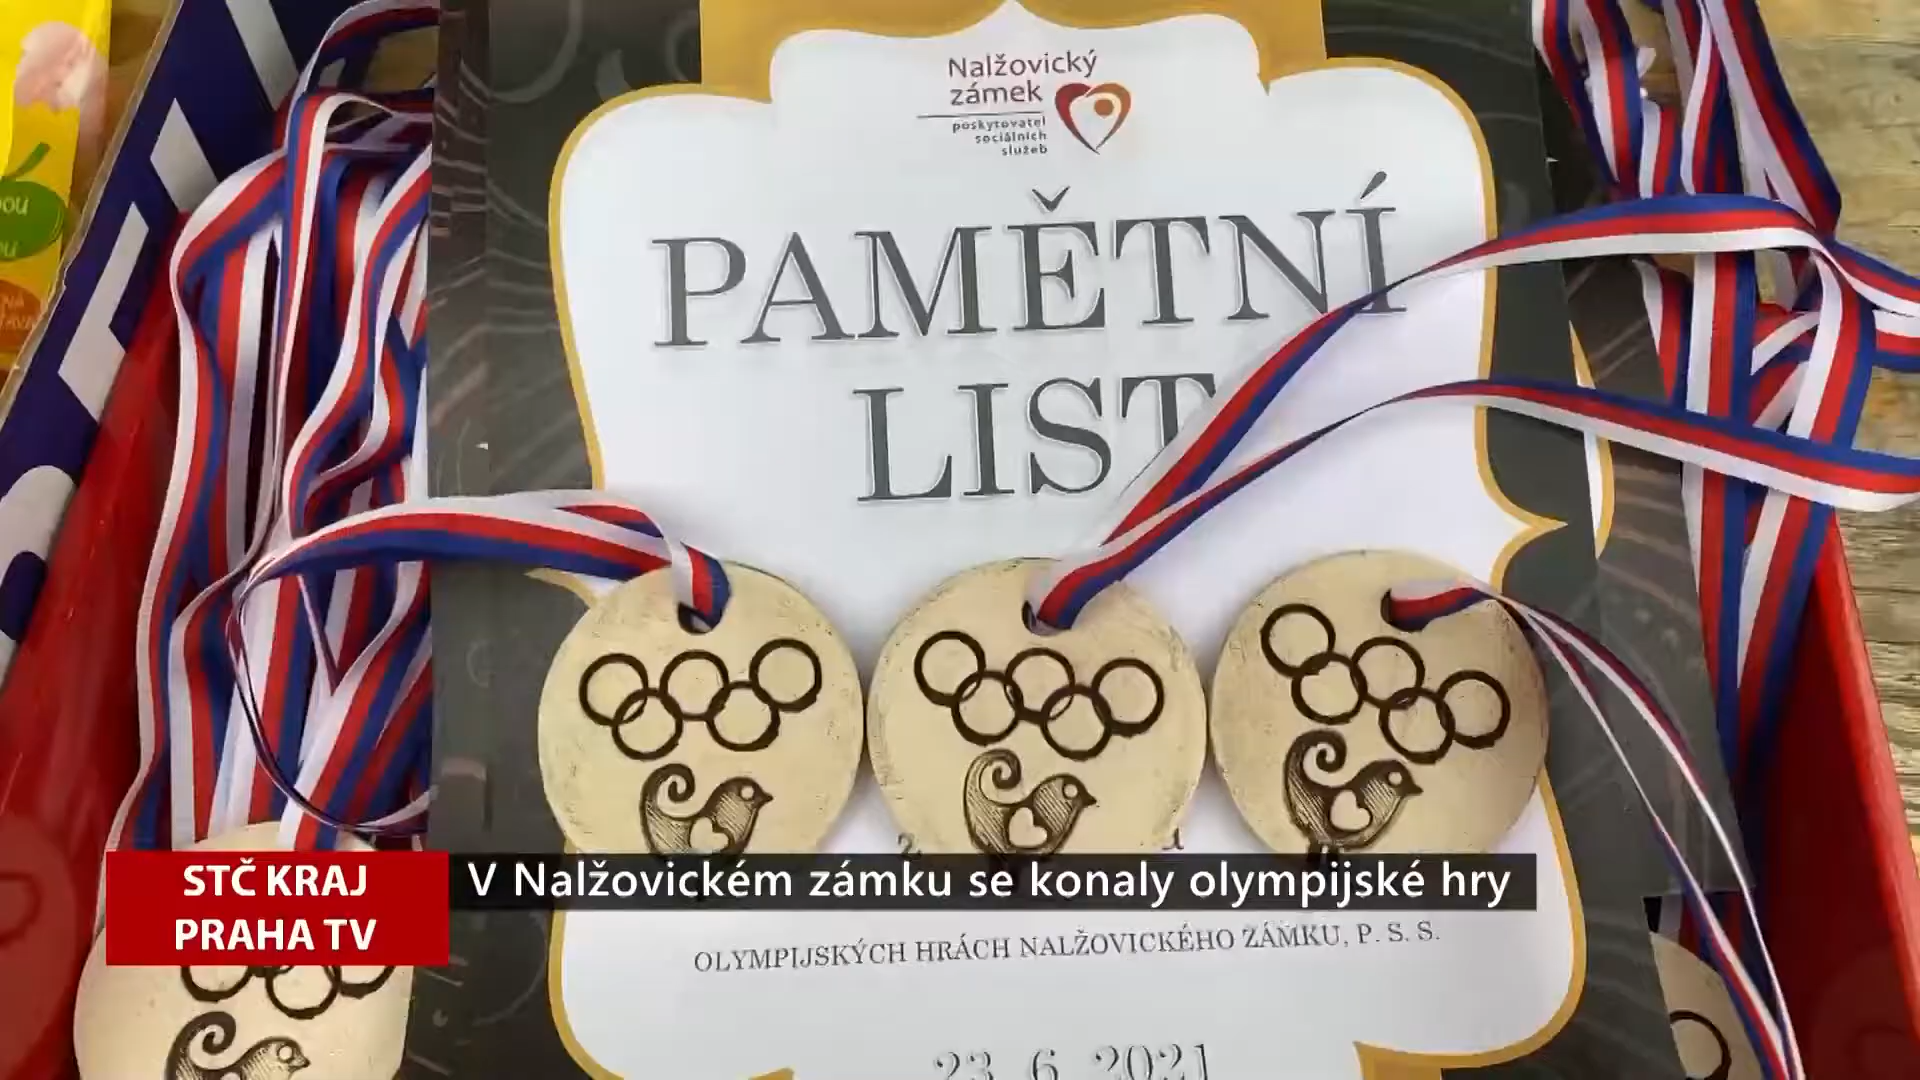 Nalžovický
zámek
poskytovatel
sociálních
služeb
PAMĚTNÍ
LIST
STČ KRAJ
PRAHA TV
V Nalžovickém zámku se konaly olympijské hry
OLYMPIJSKÝCH HRÁCH NALŽOVICKÉHO ZÁMKU, P. S. S.
23. 6. 2021